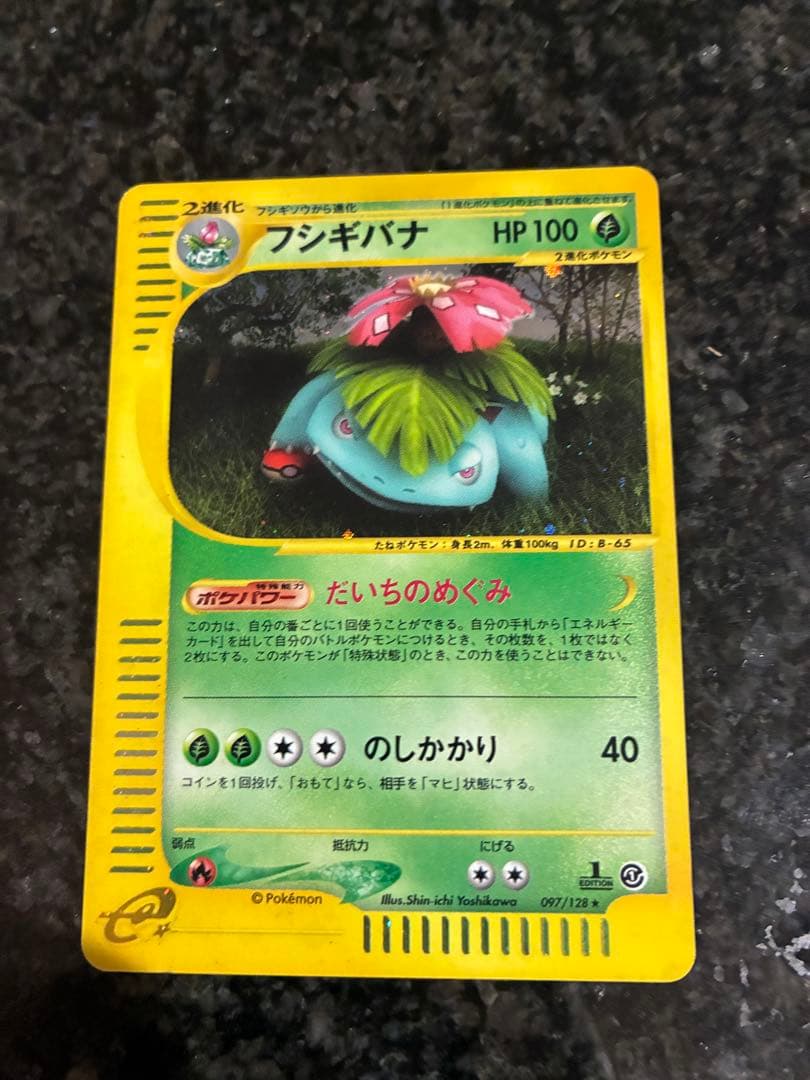 2進化 フシギソウから進化 「1進化ポケモン」の上に重ねて進化させます。
フシギバナ HP100
2進化ポケモン
たねポケモン：身長2m、体重100kg ID:B-65
特殊能力
ポケパワー だいちのめぐみ
この力は、自分の番ごとに1回使うことができる。自分の手札から「エネルギー
カード」を出して自分のバトルポケモンにつけるとき、その枚数を、1枚ではなく
2枚にする。このポケモンが「特殊状態」のとき、この力を使うことはできない。
のしかかり 40
コインを1回投げ、「おもて」なら、相手を「マヒ」状態にする。
弱点 抵抗力 にげる
1
EDITION
©Pokémon Illus.Shin-ichi Yoshikawa 097/128★
e